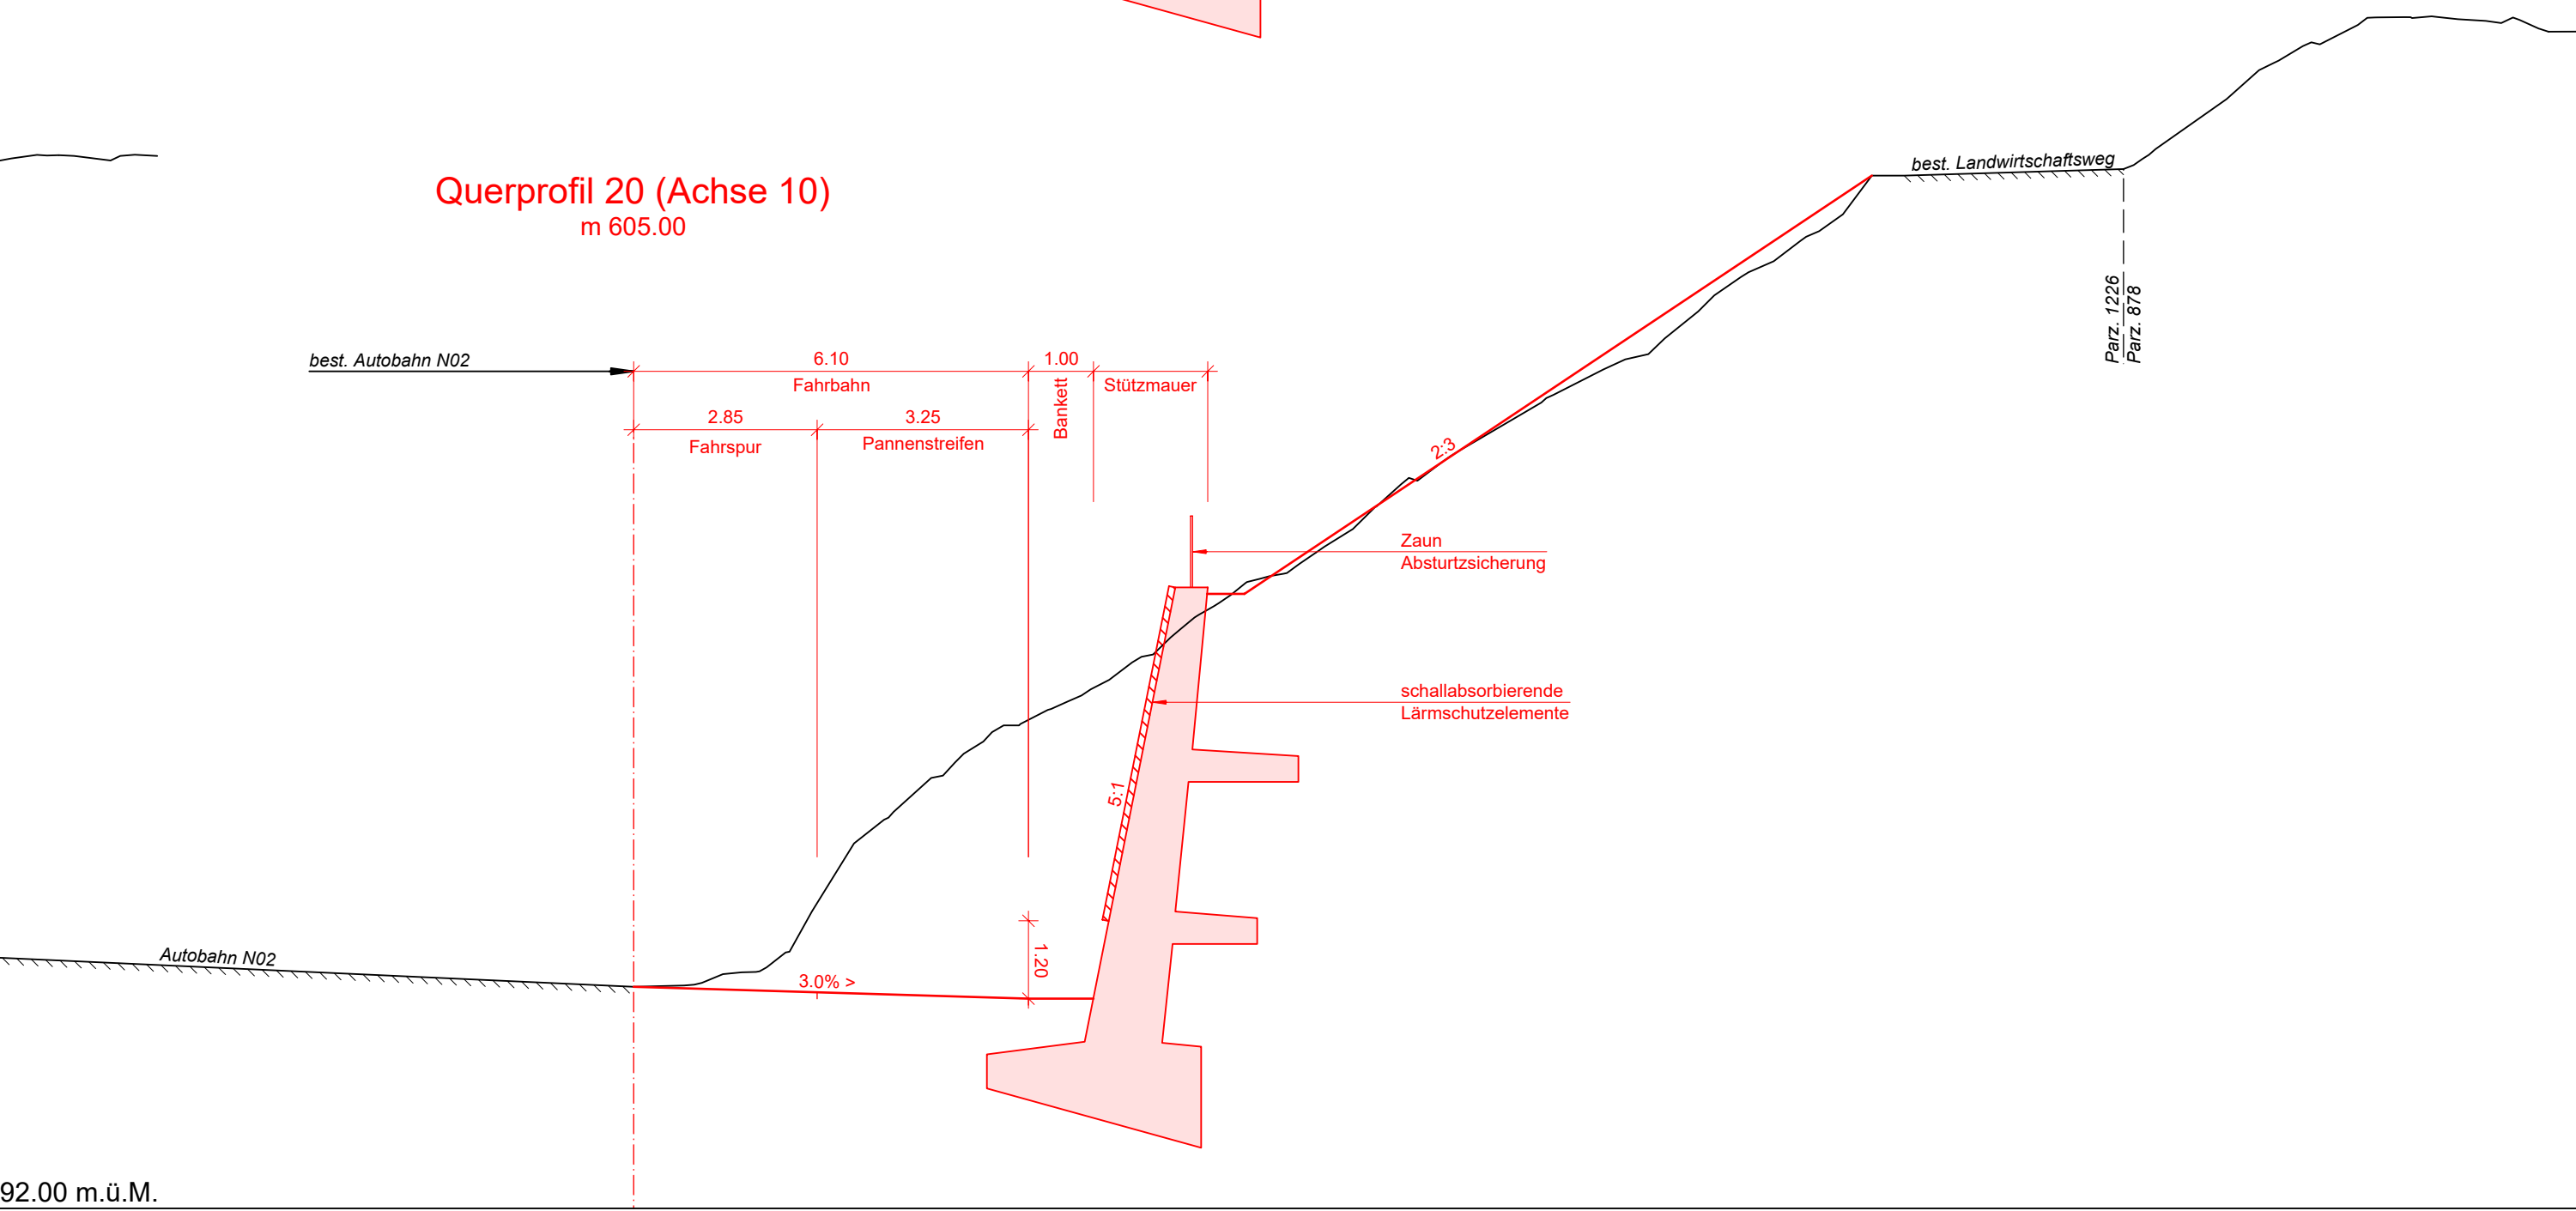 best. Landwirtschaftsweg
Querprofil 20 (Achse 10)
m 605.00
Parz. 1226
Parz. 878
best. Autobahn N02
6.10
1.00
Fahrbahn
Bankett
Stützmauer
2.85
3.25
Fahrspur
Pannenstreifen
2:3
Zaun
Absturtzsicherung
schallabsorbierende
Lärmschutzelemente
5:1
Autobahn N02
1.20
3.0% >
92.00 m.ü.M.